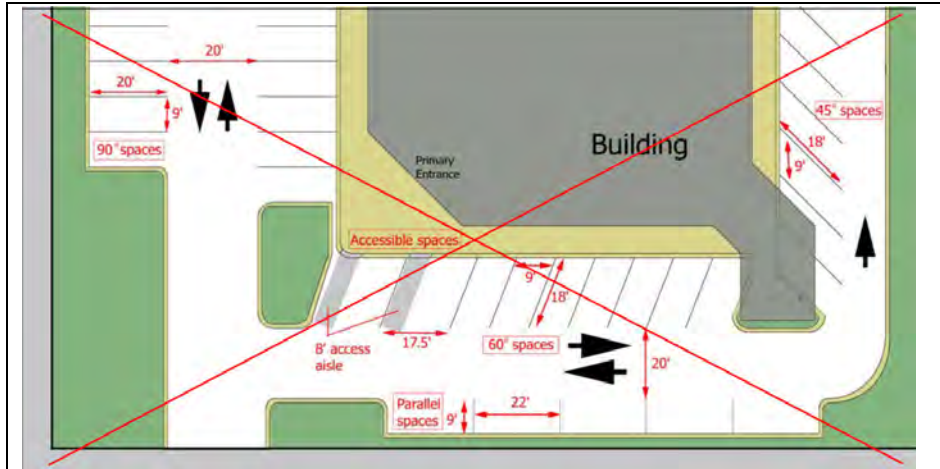 20'
20'
9'
90° spaces
Primary
Entrance
Building
45° spaces
18'
9'
Accessible spaces
9'
18'
8' access
aisle
17.5'
60° spaces
20'
Parallel
spaces
9'
22'